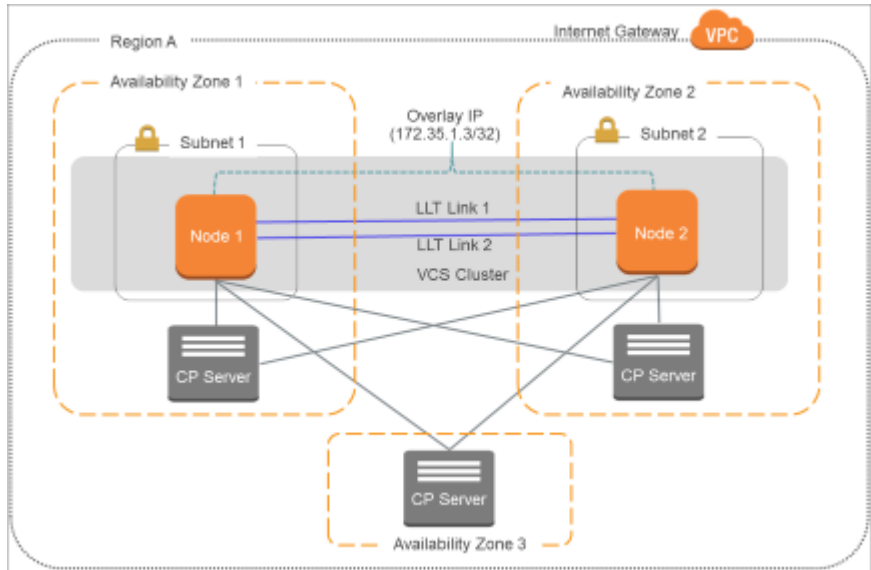 Internet Gateway
VPC
Region A
Availability Zone 1
Availability Zone 2
Overlay IP
(172.35.1.3/32)
Subnet 1
Subnet 2
LLT Link 1
Node 1
Node 2
LLT Link 2
VCS Cluster
CP Server
CP Server
CP Server
Availability Zone 3